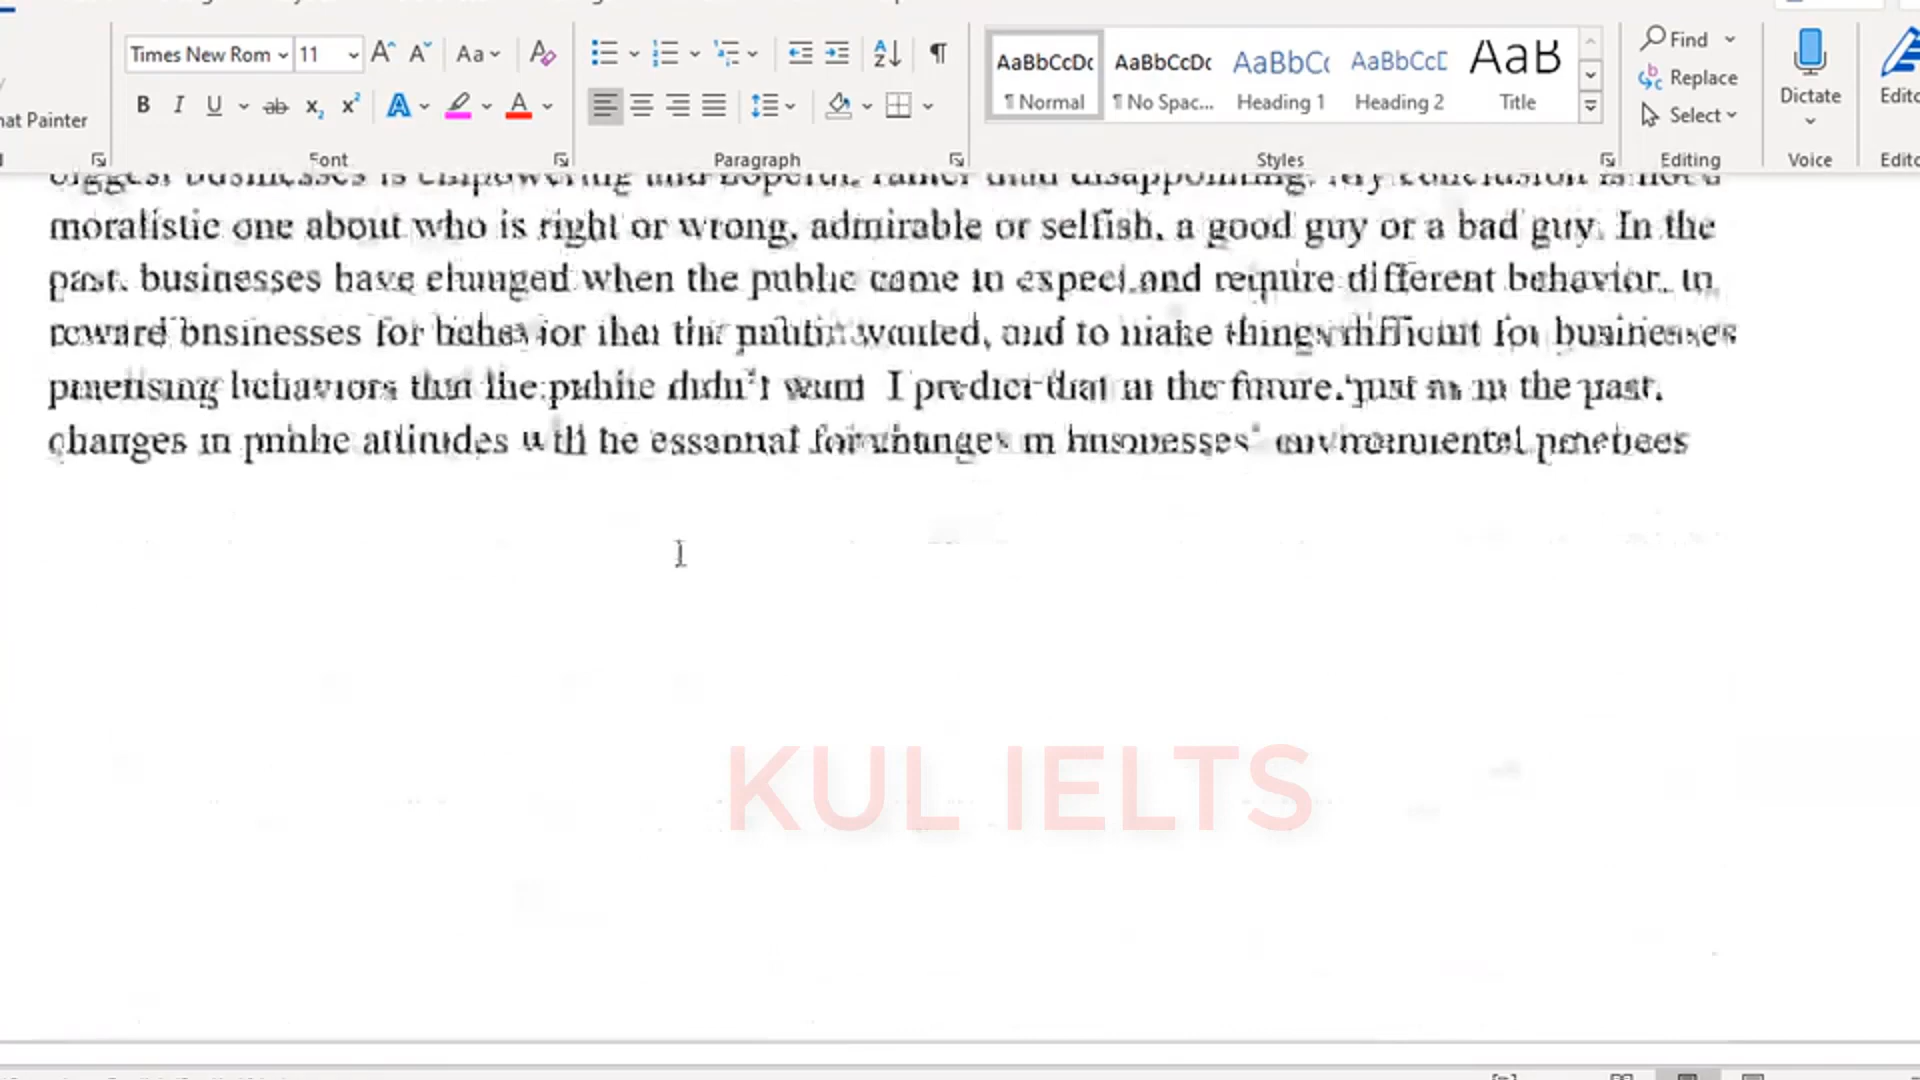 Times New Rom 11 Aa
Find
Replace
Select
Dictate
AaBbCcDc AaBbCcDc AaBbCc AaBbCcD AaB
¶ Normal ¶ No Spac... Heading 1 Heading 2 Title
B I U ab x₂ x² A A
at Painter
Font Paragraph Styles Editing Voice
biggest businesses is empowering and hopeful, rather than disappointing. My conclusion is not a
moralistic one about who is right or wrong, admirable or selfish, a good guy or a bad guy. In the
past, businesses have changed when the public came to expect and require different behavior, to
reward businesses for behavior that the public wanted, and to make things difficult for businesses
practising behaviors that the public didn't want I predict that in the future, just as in the past,
changes in public attitudes will be essential for changes in businesses' environmental practices
KUL IELTS